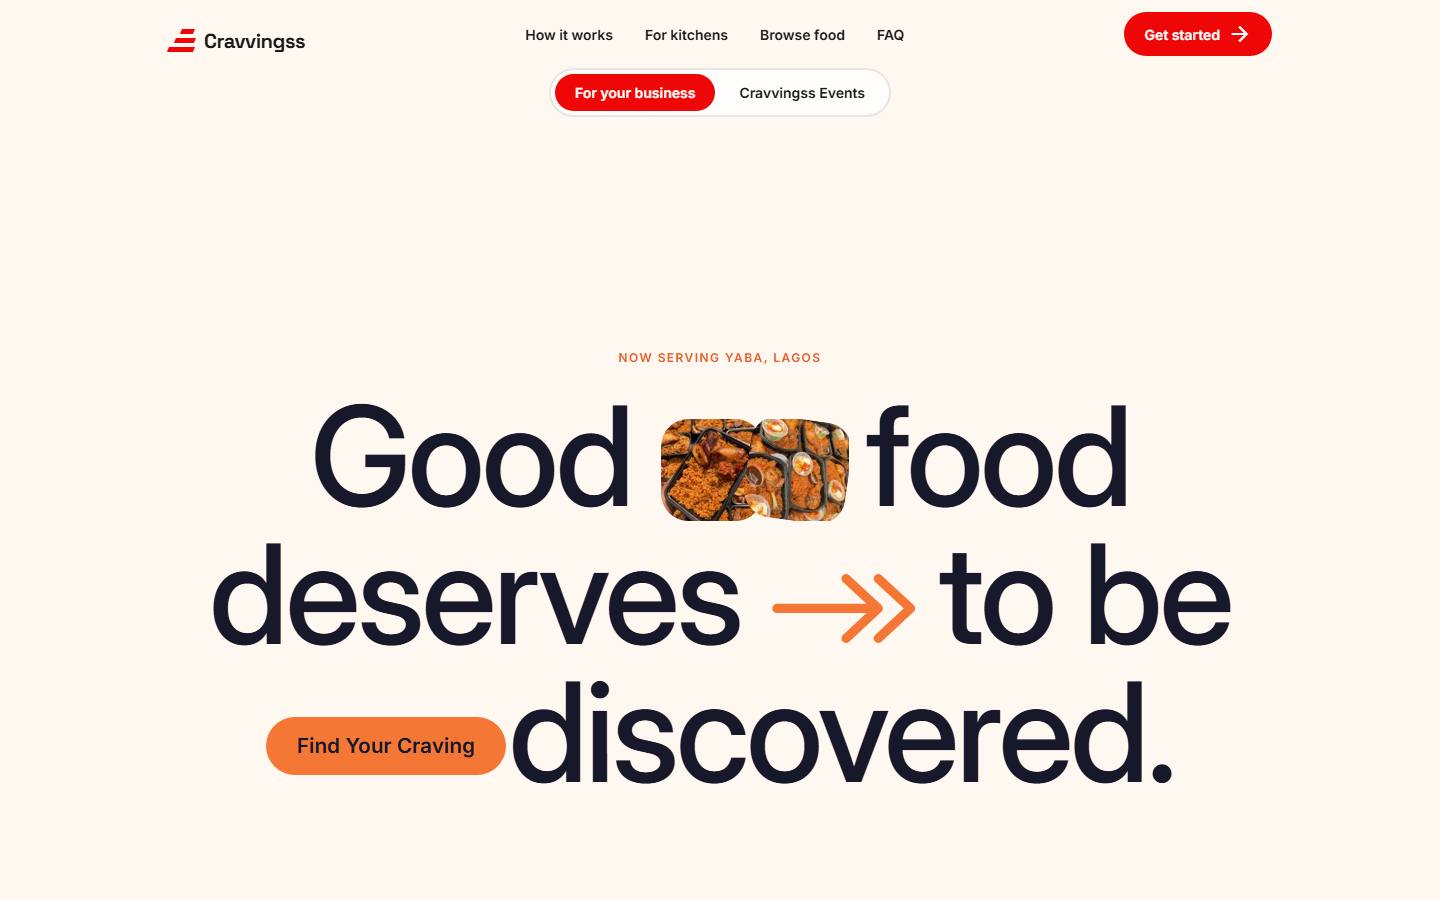 Cravvingss
How it works
For kitchens
Browse food
FAQ
Get started
For your business
Cravvingss Events
NOW SERVING YABA, LAGOS
Good food
deserves to be
Find Your Craving discovered.